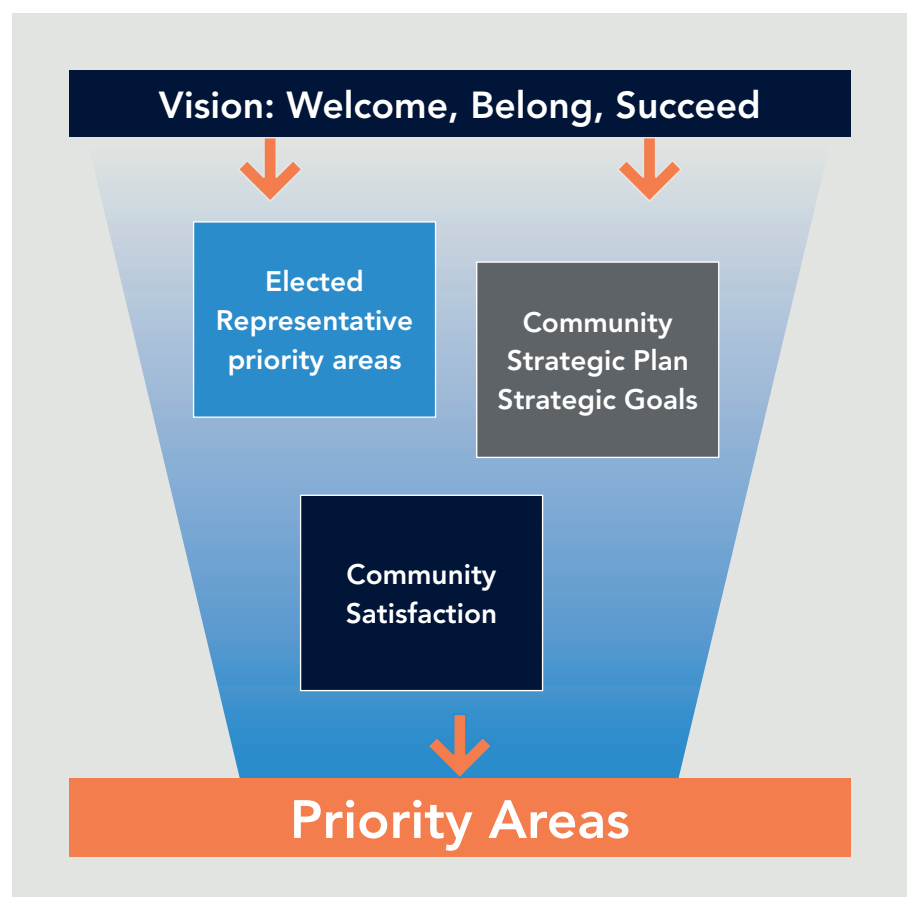 Vision: Welcome, Belong, Succeed
Elected
Representative
priority areas
Community
Strategic Plan
Strategic Goals
Community
Satisfaction
Priority Areas